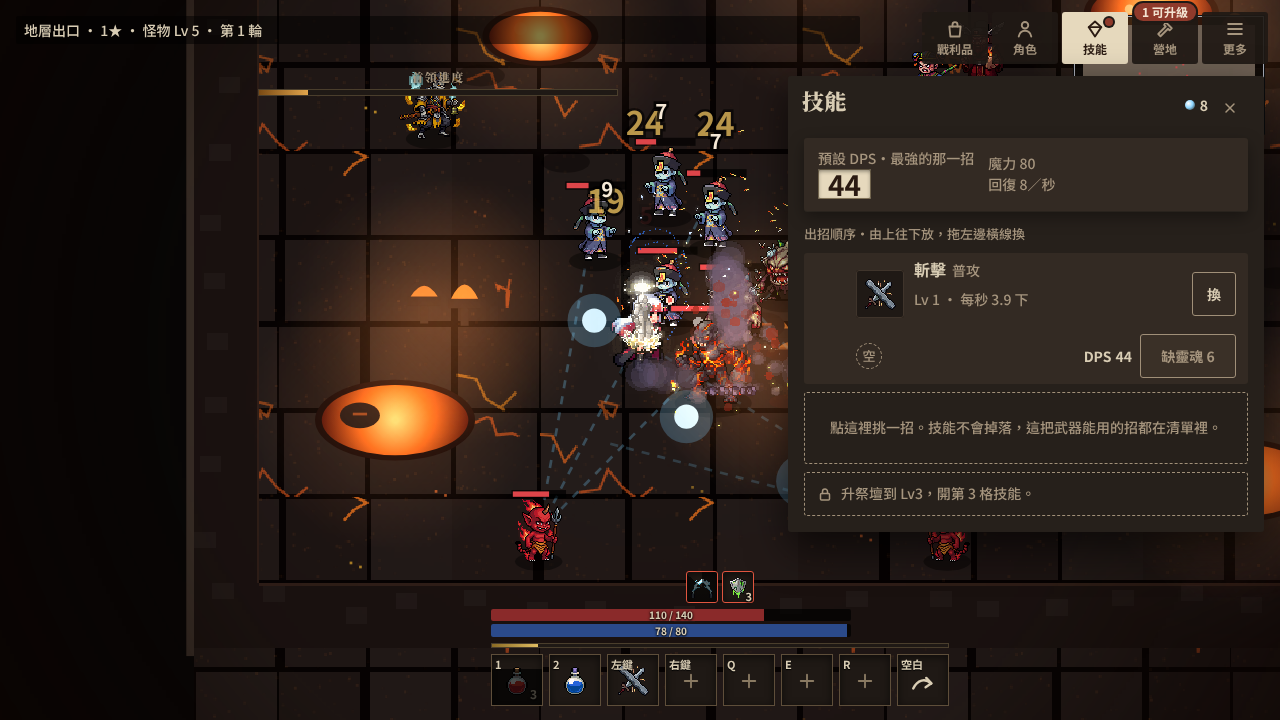 地層出口 · 1★ · 怪物 Lv 5 · 第 1 輪
戰利品
角色
技能
1 可升級
營地
更多
首領進度
24
7
24
7
9
19
技能
8
預設 DPS · 最強的那一招
44
魔力 80
回復 8／秒
出招順序 · 由上往下放，拖左邊橫線換
斬擊 普攻
Lv 1 · 每秒 3.9 下
換
空
DPS 44
缺靈魂 6
點這裡挑一招。技能不會掉落，這把武器能用的招都在清單裡。
升祭壇到 Lv3，開第 3 格技能。
3
110 / 140
78 / 80
1
3
2
左鍵
右鍵
Q
E
R
空白